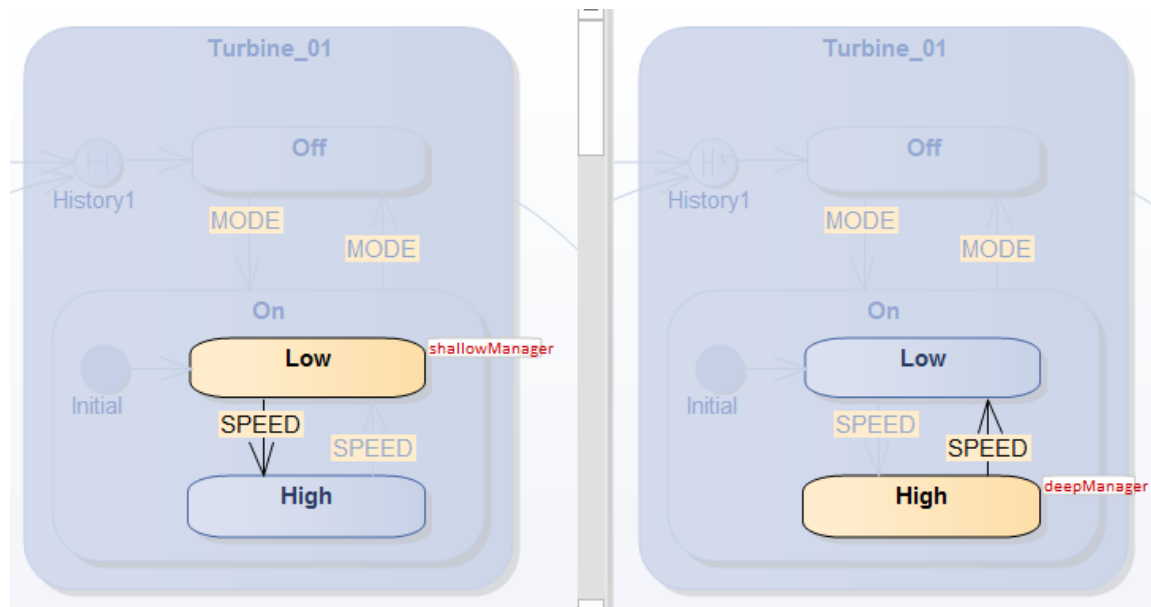 Turbine_01
H
Off
History1
MODE
MODE
On
Low
shallowManager
Initial
SPEED
SPEED
High
Turbine_01
H*
Off
History1
MODE
MODE
On
Low
Initial
SPEED
SPEED
High
deepManager